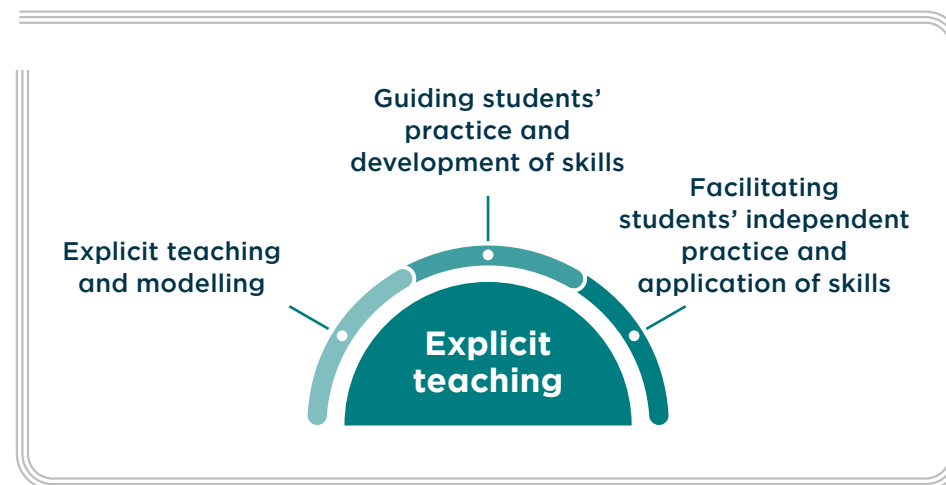 Guiding students’
practice and
development of skills
Facilitating
students’ independent
practice and
application of skills
Explicit teaching
and modelling
Explicit
teaching